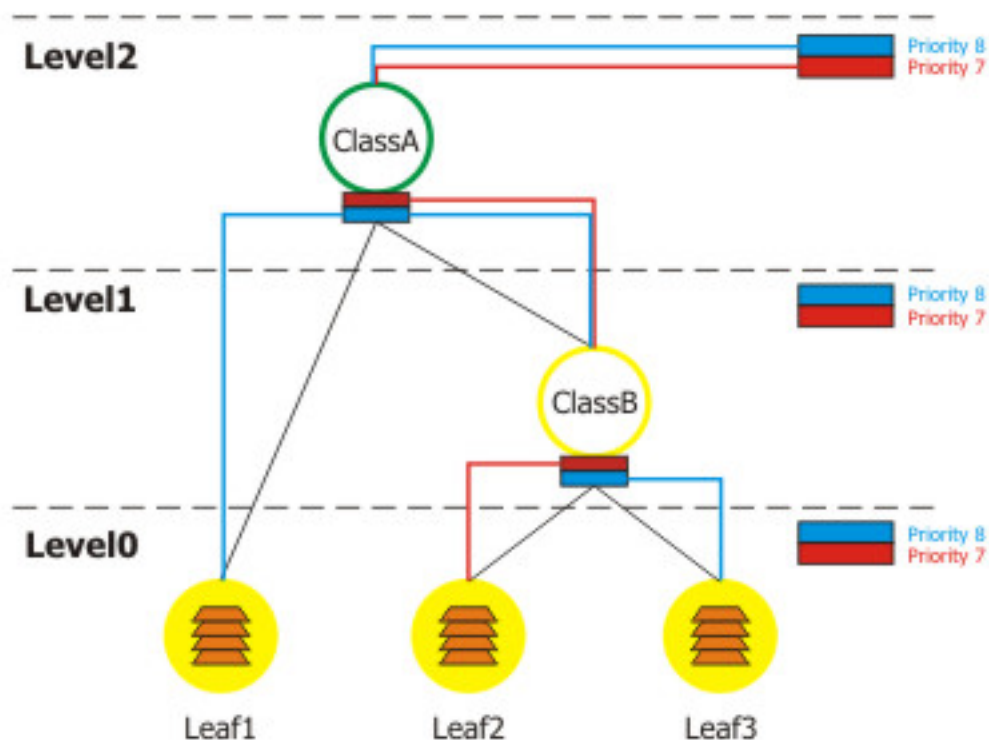 Level2
Priority 8
Priority 7
ClassA
Level1
Priority 8
Priority 7
ClassB
Level0
Priority 8
Priority 7
Leaf1
Leaf2
Leaf3